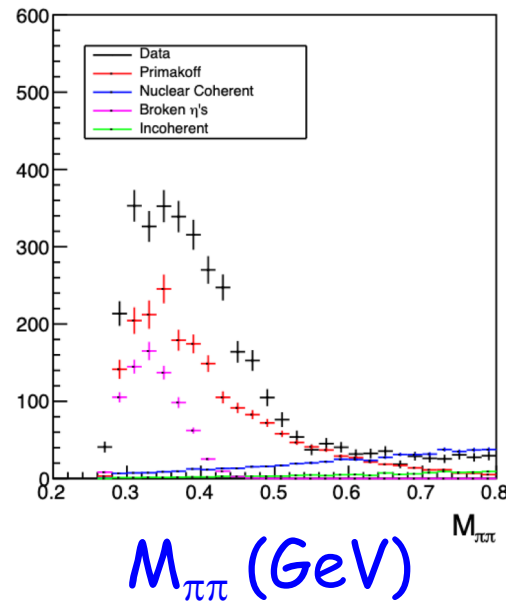 600
500
400
300
200
100
0
Data
Primakoff
Nuclear Coherent
Broken η's
Incoherent
0.2 0.3 0.4 0.5 0.6 0.7 0.8
Mππ
Mππ (GeV)